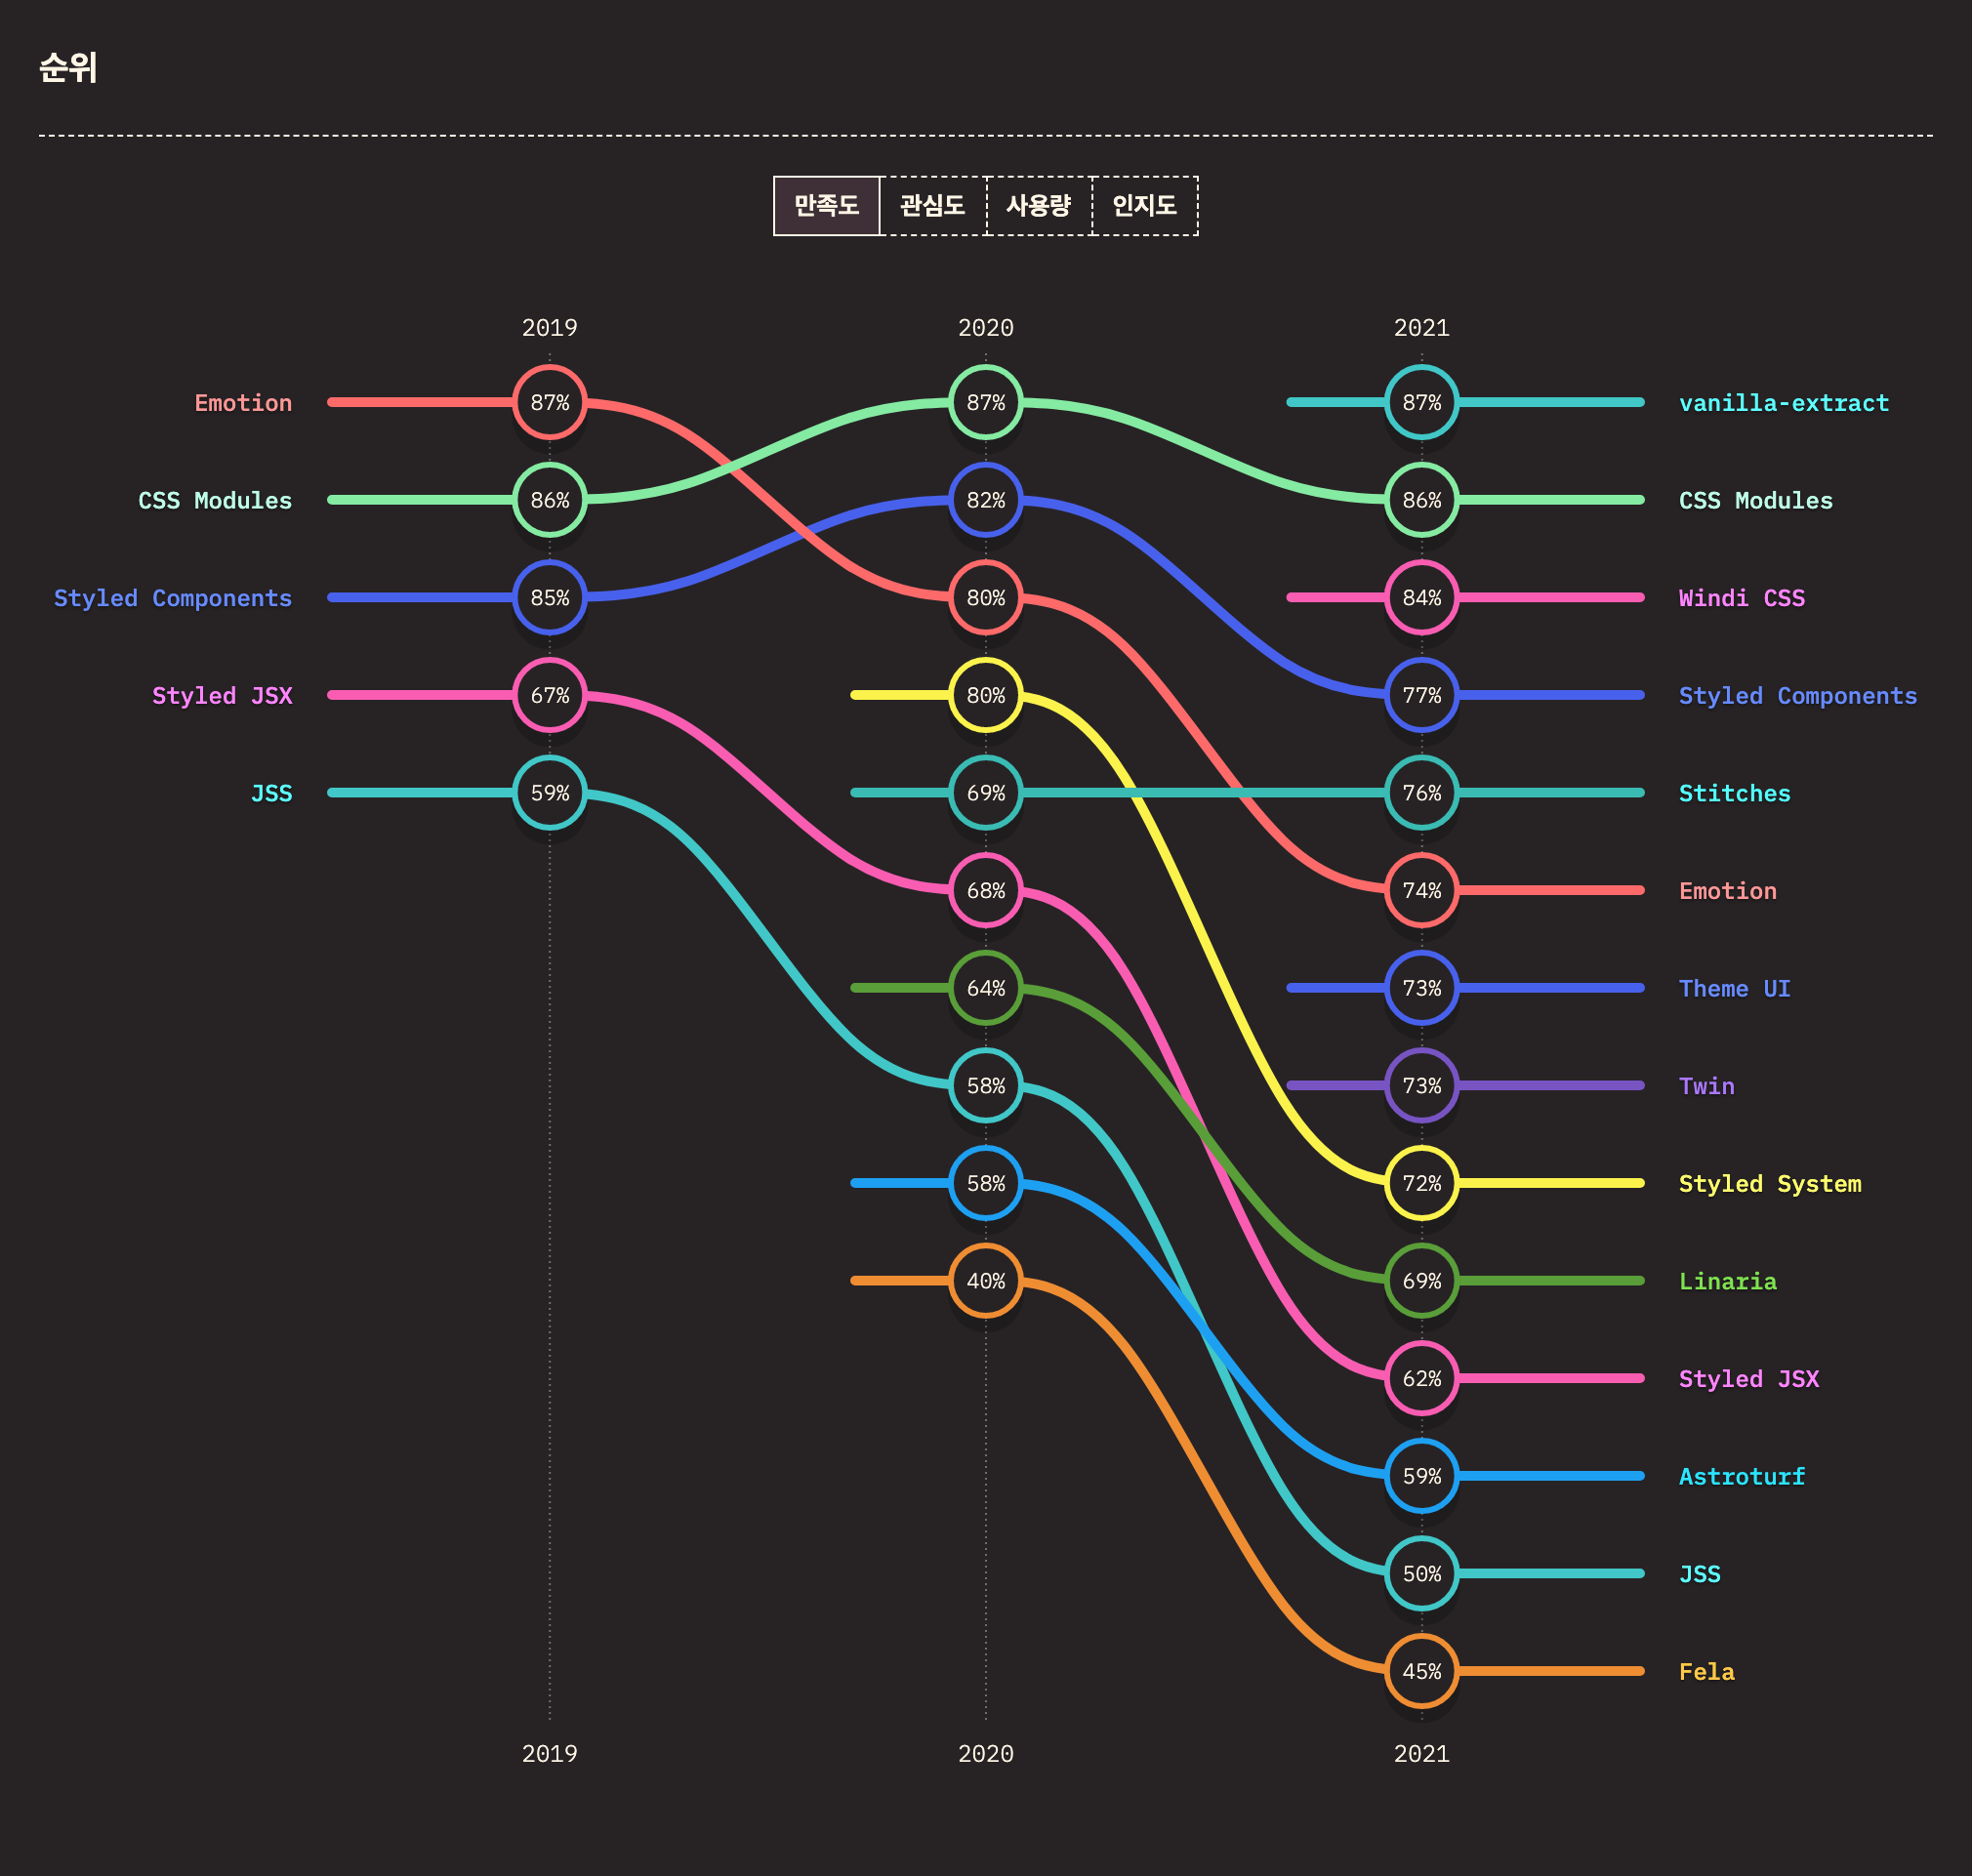 순위
만족도 관심도 사용량 인지도
2019 2020 2021
Emotion 87% 87% 87% vanilla-extract
CSS Modules 86% 82% 86% CSS Modules
Styled Components 85% 80% 84% Windi CSS
Styled JSX 67% 80% 77% Styled Components
JSS 59% 69% 76% Stitches
68% 74% Emotion
64% 73% Theme UI
58% 73% Twin
58% 72% Styled System
40% 69% Linaria
62% Styled JSX
59% Astroturf
50% JSS
45% Fela
2019 2020 2021